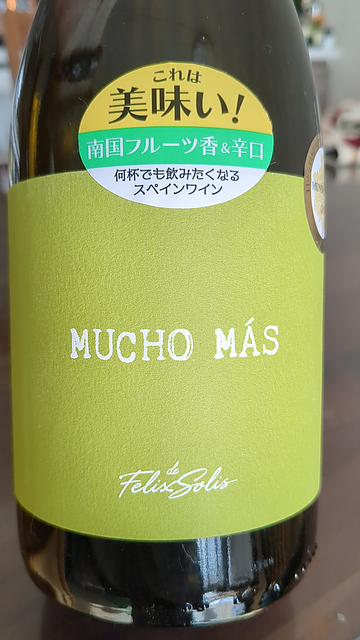 これは
美味い!
南国フルーツ香&辛口
何杯でも飲みたくなる
スペインワイン
MUCHO MÁS
de
Felix Solis